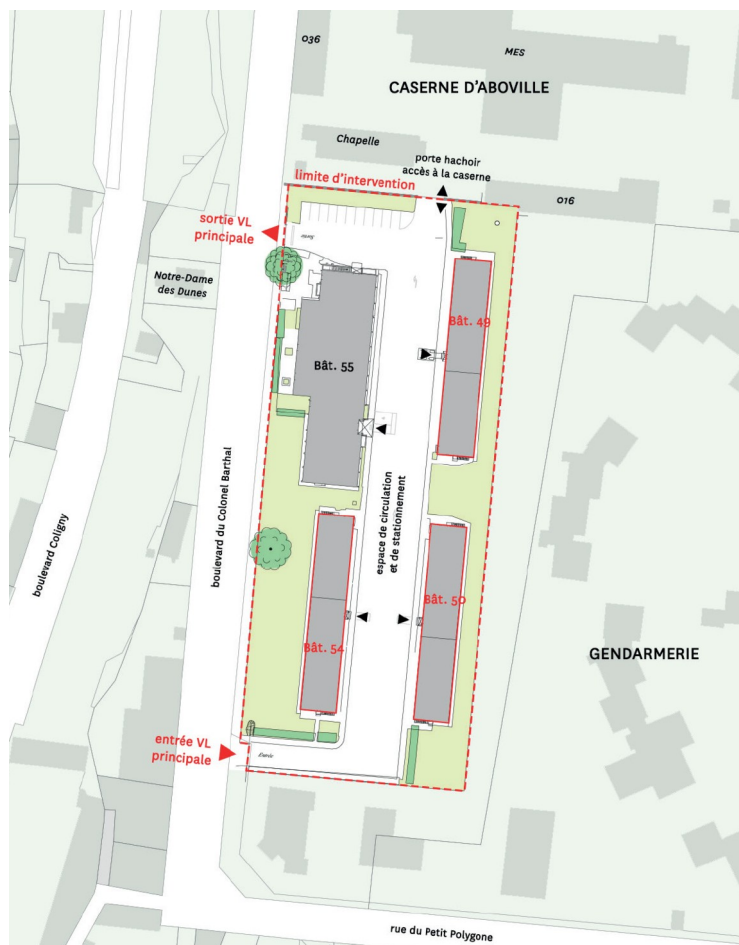 036
MES
CASERNE D'ABOVILLE
Chapelle
porte hachoir
accès à la caserne
limite d'intervention
016
sortie VL
principale
Sortie
Notre-Dame
des Dunes
Bât. 49
Bât. 55
boulevard Coligny
boulevard du Colonel Barthal
espace de circulation
et de stationnement
Bât. 50
Bât. 54
GENDARMERIE
entrée VL
principale
Entrée
rue du Petit Polygone